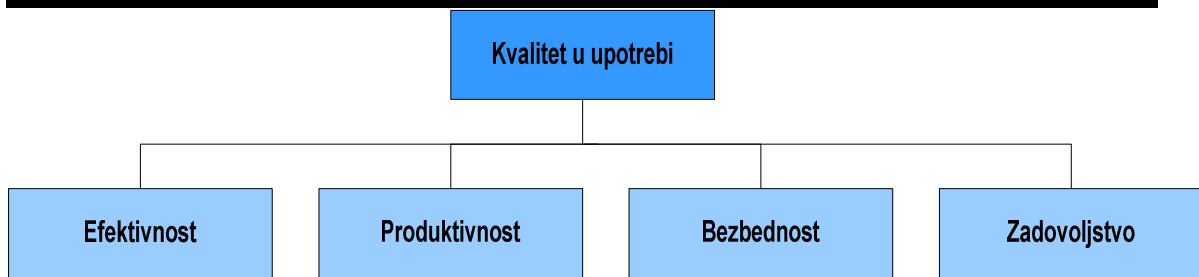 Kvalitet u upotrebi
Efektivnost
Produktivnost
Bezbednost
Zadovoljstvo